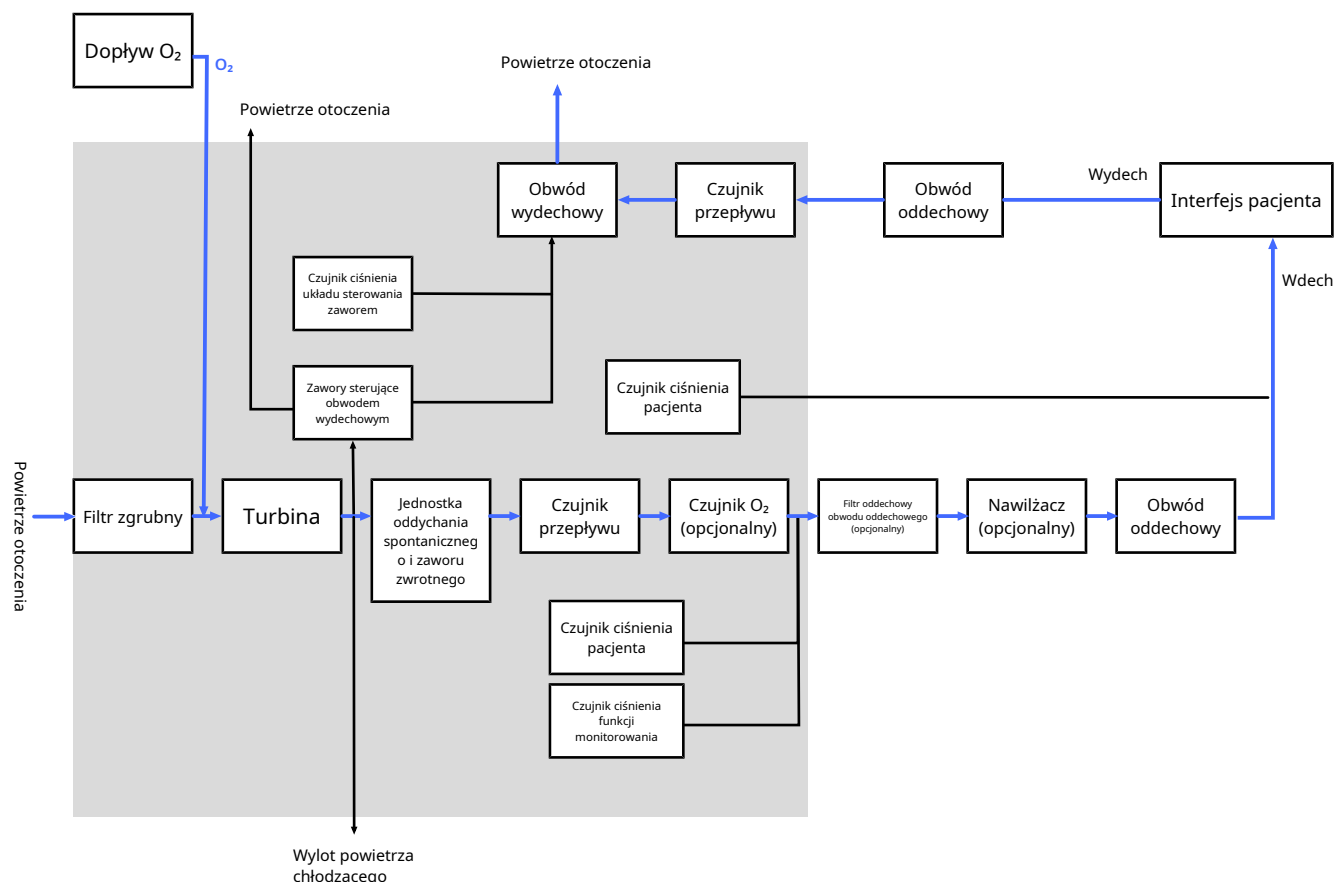 Dopływ O₂
O₂
Powietrze otoczenia
Powietrze otoczenia
Obwód
wydechowy
Czujnik
przepływu
Obwód
oddechowy
Wydech
Interfejs pacjenta
Wdech
Czujnik ciśnienia
układu sterowania
zaworem
Zawory sterujące
obwodem
wydechowym
Czujnik ciśnienia
pacjenta
Powietrze otoczenia
Filtr zgrubny
Turbina
Jednostka
oddychania
spontaniczneg
o i zaworu
zwrotnego
Czujnik
przepływu
Czujnik O₂
(opcjonalny)
Filtr oddechowy
obwodu oddechowego
(opcjonalny)
Nawilżacz
(opcjonalny)
Obwód
oddechowy
Czujnik ciśnienia
pacjenta
Czujnik ciśnienia
funkcji
monitorowania
Wylot powietrza
chłodzącego